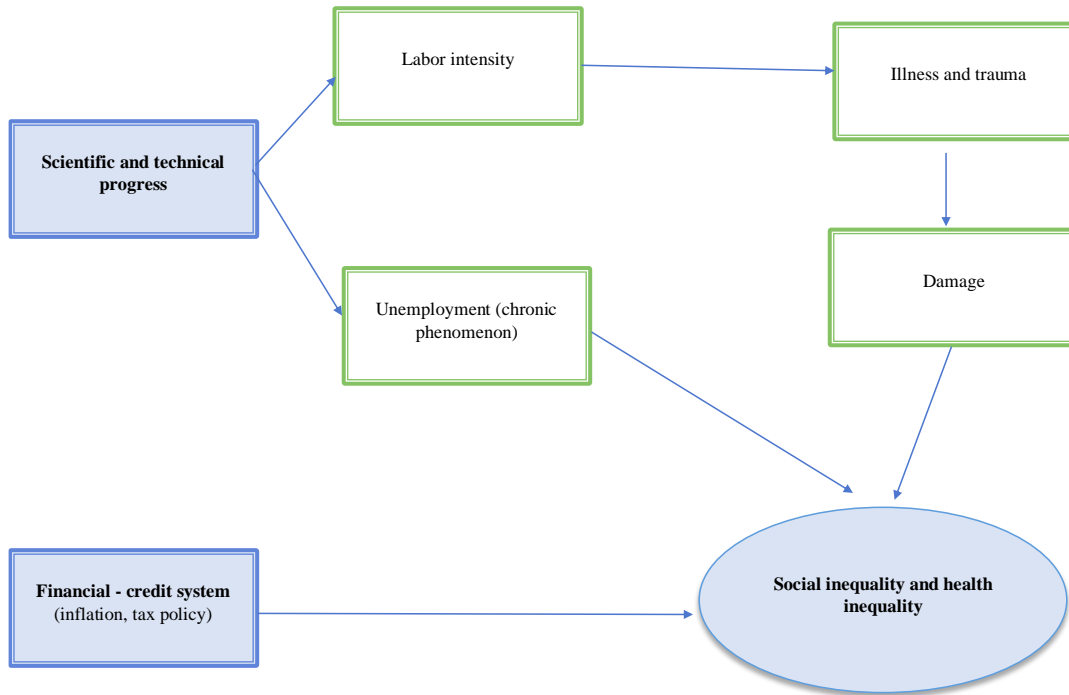 Labor intensity
Illness and trauma
Scientific and technical
progress
Damage
Unemployment (chronic
phenomenon)
Financial - credit system
(inflation, tax policy)
Social inequality and health
inequality